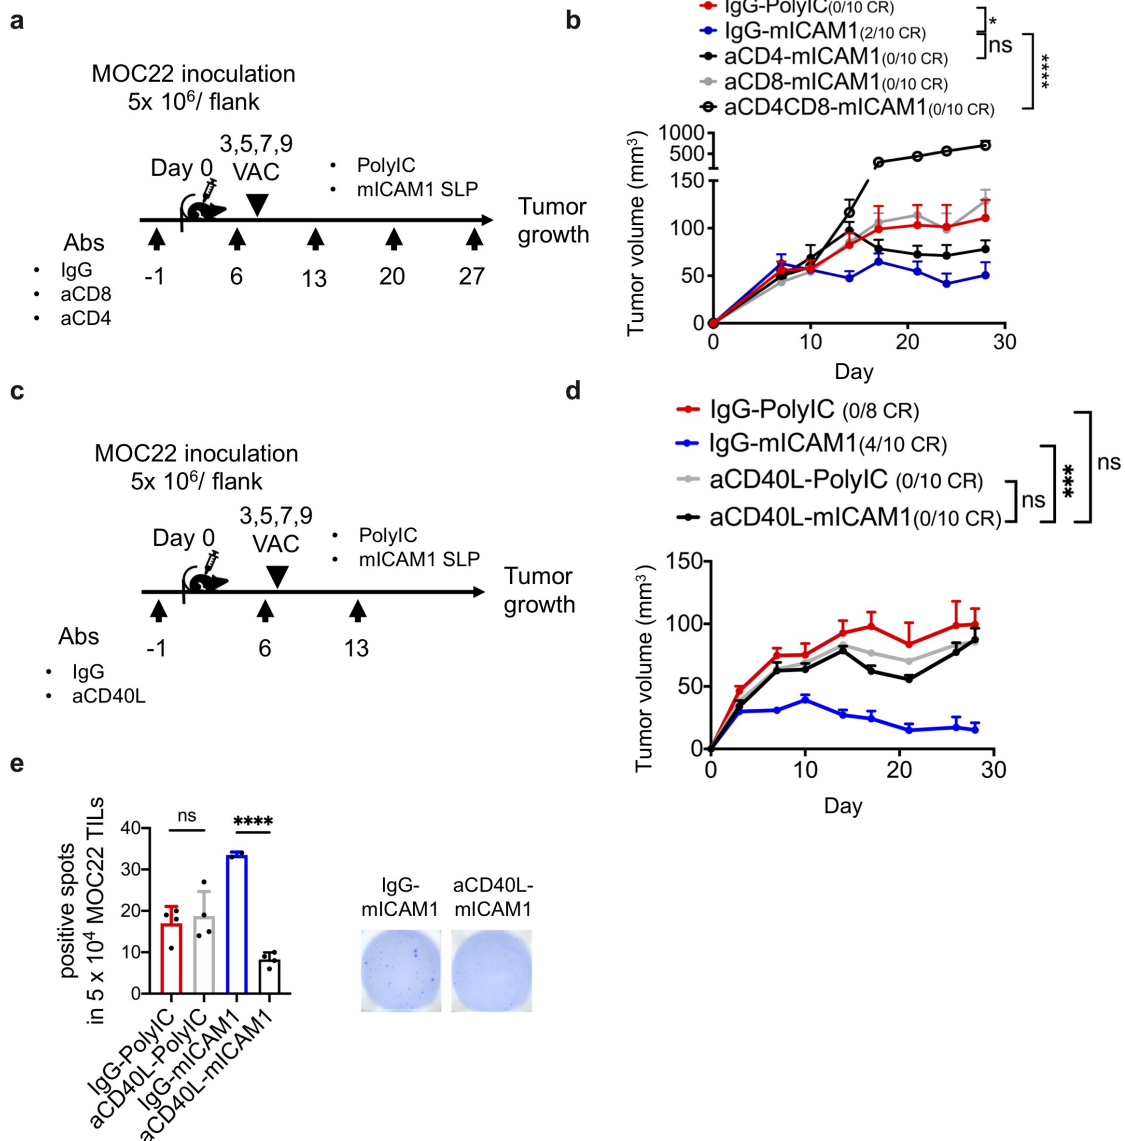 a
MOC22 inoculation
5x 10⁶/ flank
Day 0
3,5,7,9
VAC
• PolyIC
• mICAM1 SLP
Tumor
growth
Abs
• IgG
• aCD8
• aCD4
-1 6 13 20 27
b
IgG-PolyIC(0/10 CR)
IgG-mICAM1(2/10 CR)
aCD4-mICAM1(0/10 CR)
aCD8-mICAM1(0/10 CR)
aCD4CD8-mICAM1(0/10 CR)
*
ns
****
Tumor volume (mm³)
1000
500
150
100
50
0
0 10 20 30
Day
c
MOC22 inoculation
5x 10⁶/ flank
Day 0
3,5,7,9
VAC
• PolyIC
• mICAM1 SLP
Tumor
growth
Abs
• IgG
• aCD40L
-1 6 13
d
IgG-PolyIC (0/8 CR)
IgG-mICAM1(4/10 CR)
aCD40L-PolyIC (0/10 CR)
aCD40L-mICAM1(0/10 CR)
ns
***
ns
Tumor volume (mm³)
150
100
50
0
0 10 20 30
Day
e
positive spots
in 5 x 10⁴ MOC22 TILs
40
30
20
10
0
ns
****
IgG-PolyIC
aCD40L-PolyIC
IgG-mICAM1
aCD40L-mICAM1
IgG-
mICAM1
aCD40L-
mICAM1